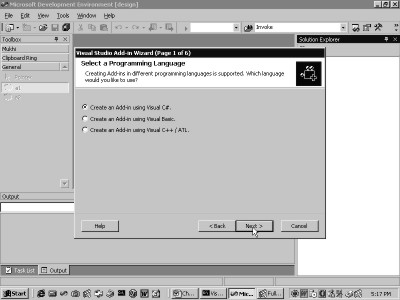 Microsoft Development Environment [design]
File Edit View Tools Window Help
Invoke
Toolbox
Solution Explorer
Mukhi
Clipboard Ring
General
Pointer
Visual Studio Add-in Wizard (Page 1 of 6)
Select a Programming Language
Creating Add-ins in different programming languages is supported. Which language
would you like to use?
Create an Add-in using Visual C#.
Create an Add-in using Visual Basic.
Create an Add-in using Visual C++ / ATL.
Help
< Back
Next >
Cancel
Output
Task List
Output
Start
Ch...
Vis...
Mic...
Full...
5:17 PM